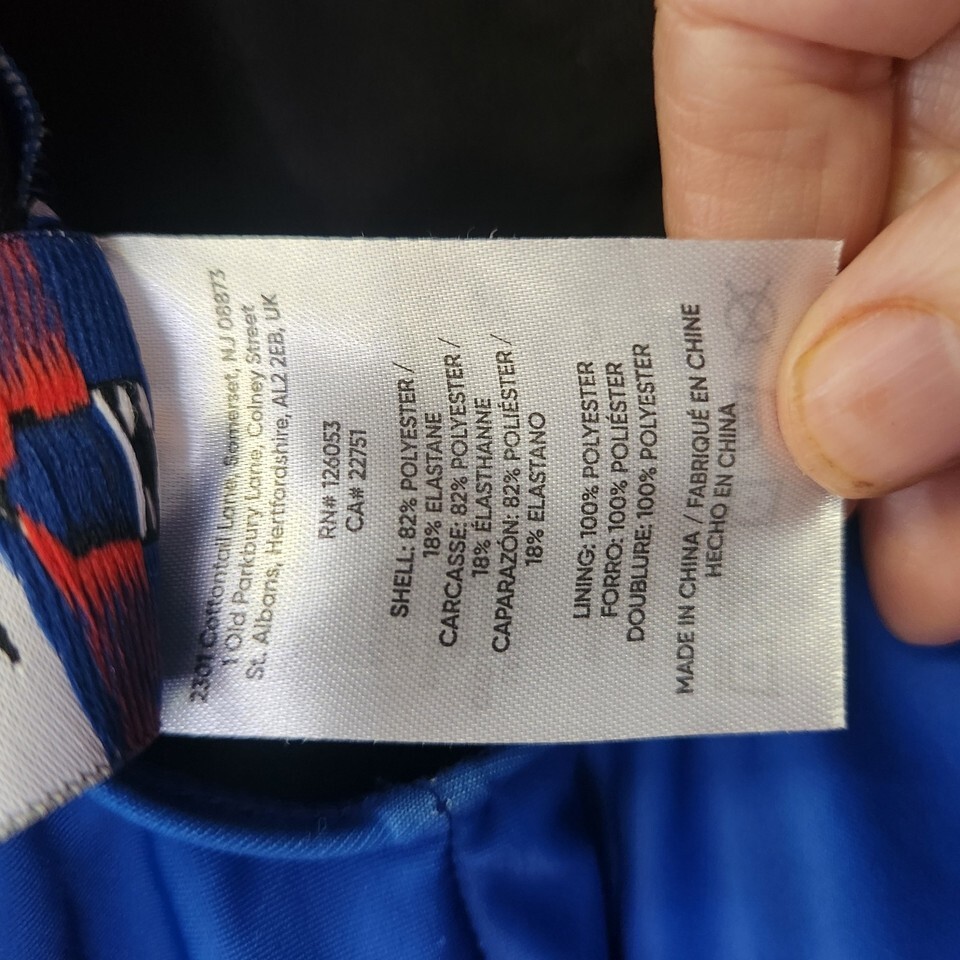 2301 Cottontail Lane, Somerset, NJ 08873
1 Old Parkbury Lane, Colney Street
St. Albans, Hertfordshire, AL2 2EB, UK
RN# 126053
CA# 22751
SHELL: 82% POLYESTER /
18% ELASTANE
CARCASSE: 82% POLYESTER /
18% ÉLASTHANNE
CAPARAZÓN: 82% POLIÉSTER /
18% ELASTANO
LINING: 100% POLYESTER
FORRO: 100% POLIÉSTER
DOUBLURE: 100% POLYESTER
MADE IN CHINA / FABRIQUÉ EN CHINE
HECHO EN CHINA